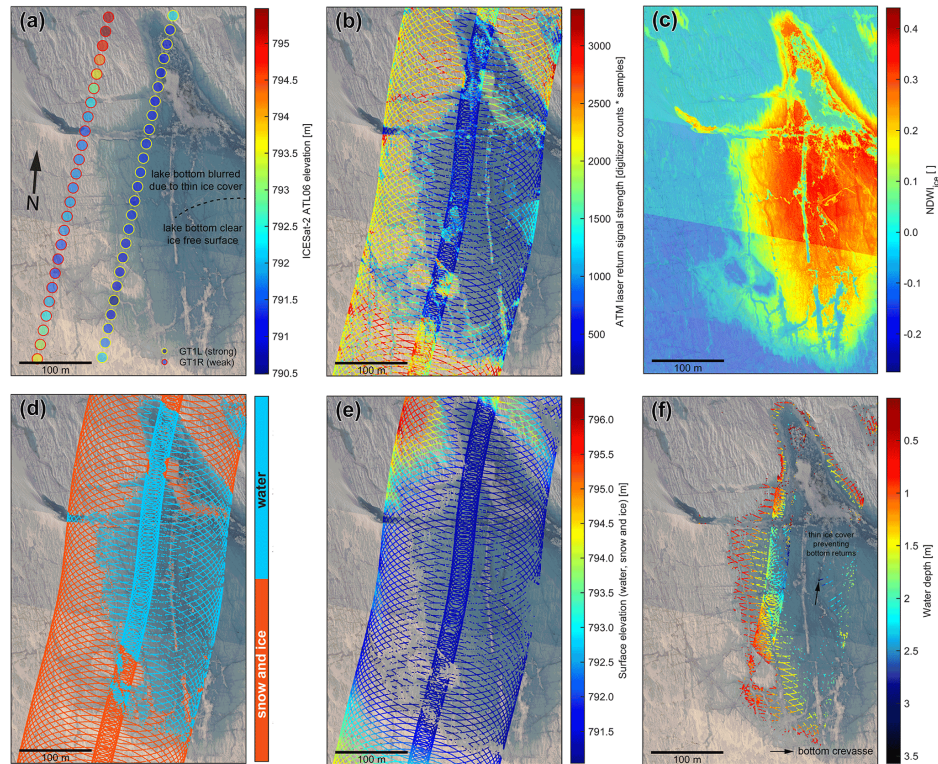 (a)
N
lake bottom blurred
due to thin ice cover
lake bottom clear
ice free surface
GT1L (strong)
GT1R (weak)
100 m
795
794.5
794
793.5
793
792.5
792
791.5
791
790.5
ICESat-2 ATL06 elevation [m]
(b)
100 m
3000
2500
2000
1500
1000
500
ATM laser return signal strength [digitizer counts * samples]
(c)
100 m
0.4
0.3
0.2
0.1
0.0
-0.1
-0.2
NDWIice [ ]
(d)
100 m
water
snow and ice
(e)
100 m
796.0
795.5
795.0
794.5
794.0
793.5
793.0
792.5
792.0
791.5
791.0
Surface elevation (water, snow and ice) [m]
(f)
thin ice cover
preventing
bottom returns
bottom crevasse
100 m
0.5
1
1.5
2
2.5
3
3.5
Water depth [m]